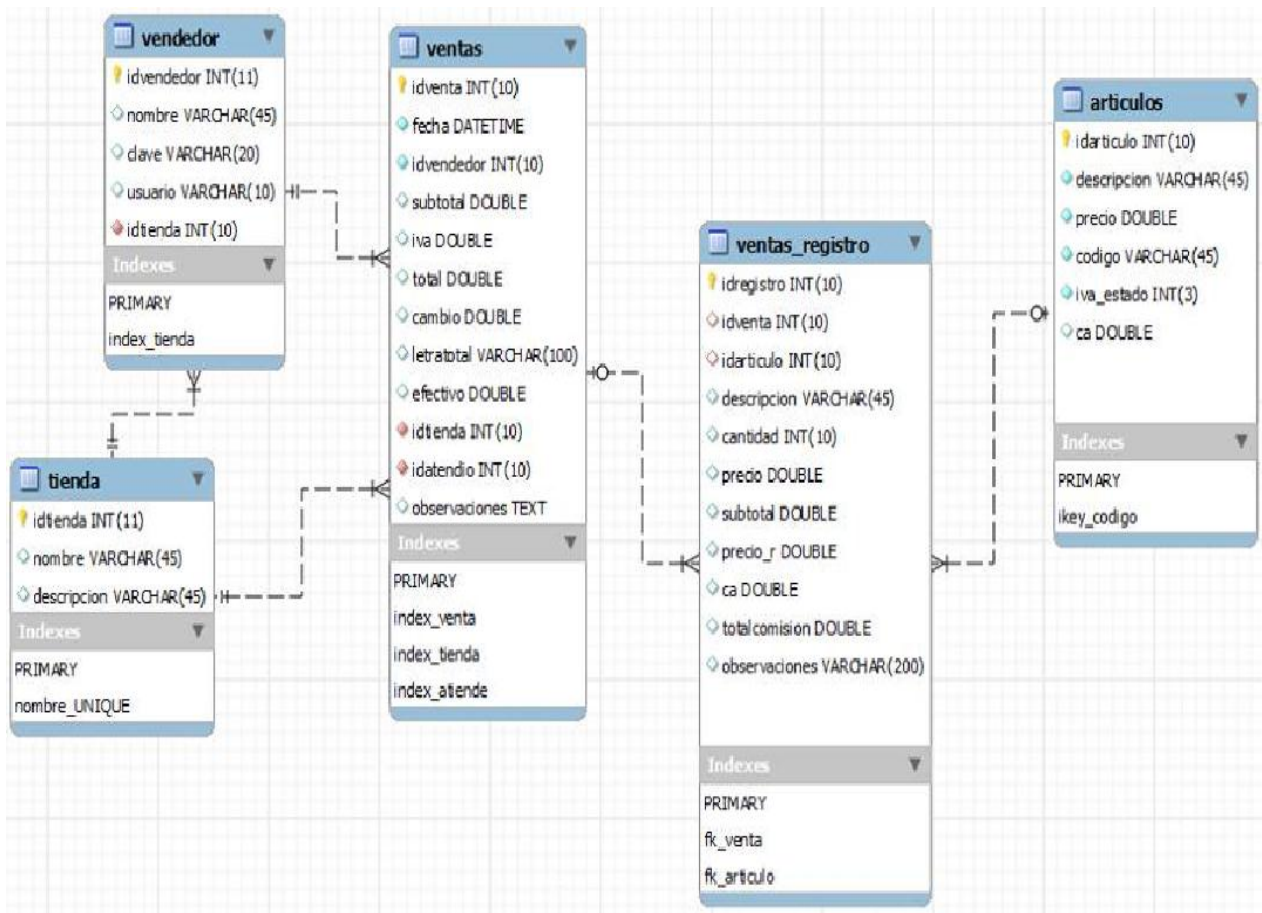 vendedor
idvendedor INT(11)
nombre VARCHAR(45)
clave VARCHAR(20)
usuario VARCHAR(10)
idtienda INT(10)
Indexes
PRIMARY
index_tienda
tienda
idtienda INT(11)
nombre VARCHAR(45)
descripcion VARCHAR(45)
Indexes
PRIMARY
nombre_UNIQUE
ventas
idventa INT(10)
fecha DATETIME
idvendedor INT(10)
subtotal DOUBLE
iva DOUBLE
total DOUBLE
cambio DOUBLE
letratotal VARCHAR(100)
efectivo DOUBLE
idtienda INT(10)
idatendio INT(10)
observaciones TEXT
Indexes
PRIMARY
index_venta
index_tienda
index_atiende
ventas_registro
idregistro INT(10)
idventa INT(10)
idarticulo INT(10)
descripcion VARCHAR(45)
cantidad INT(10)
precio DOUBLE
subtotal DOUBLE
precio_r DOUBLE
ca DOUBLE
totalcomision DOUBLE
observaciones VARCHAR(200)
Indexes
PRIMARY
fk_venta
fk_articulo
articulos
idarticulo INT(10)
descripcion VARCHAR(45)
precio DOUBLE
codigo VARCHAR(45)
iva_estado INT(3)
ca DOUBLE
Indexes
PRIMARY
ikey_codigo